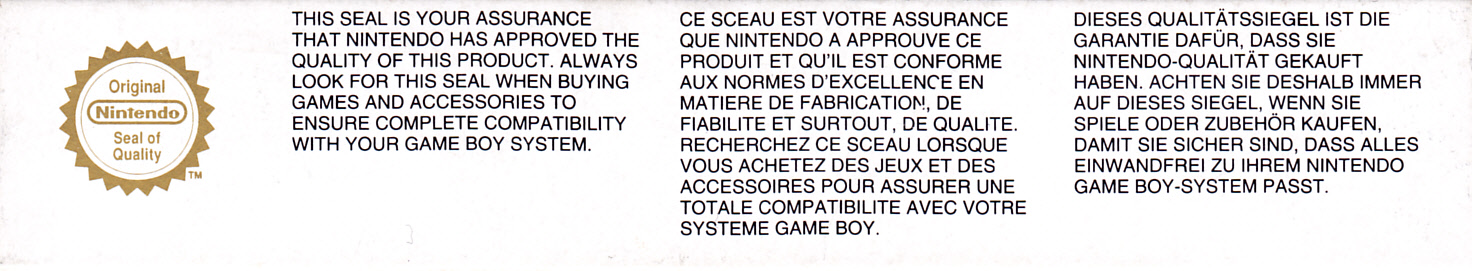 Original
Nintendo
Seal of
Quality
TM
THIS SEAL IS YOUR ASSURANCE
THAT NINTENDO HAS APPROVED THE
QUALITY OF THIS PRODUCT. ALWAYS
LOOK FOR THIS SEAL WHEN BUYING
GAMES AND ACCESSORIES TO
ENSURE COMPLETE COMPATIBILITY
WITH YOUR GAME BOY SYSTEM.
CE SCEAU EST VOTRE ASSURANCE
QUE NINTENDO A APPROUVE CE
PRODUIT ET QU'IL EST CONFORME
AUX NORMES D'EXCELLENCE EN
MATIERE DE FABRICATION, DE
FIABILITE ET SURTOUT, DE QUALITE.
RECHERCHEZ CE SCEAU LORSQUE
VOUS ACHETEZ DES JEUX ET DES
ACCESSOIRES POUR ASSURER UNE
TOTALE COMPATIBILITE AVEC VOTRE
SYSTEME GAME BOY.
DIESES QUALITÄTSSIEGEL IST DIE
GARANTIE DAFÜR, DASS SIE
NINTENDO-QUALITÄT GEKAUFT
HABEN. ACHTEN SIE DESHALB IMMER
AUF DIESES SIEGEL, WENN SIE
SPIELE ODER ZUBEHÖR KAUFEN,
DAMIT SIE SICHER SIND, DASS ALLES
EINWANDFREI ZU IHREM NINTENDO
GAME BOY-SYSTEM PASST.